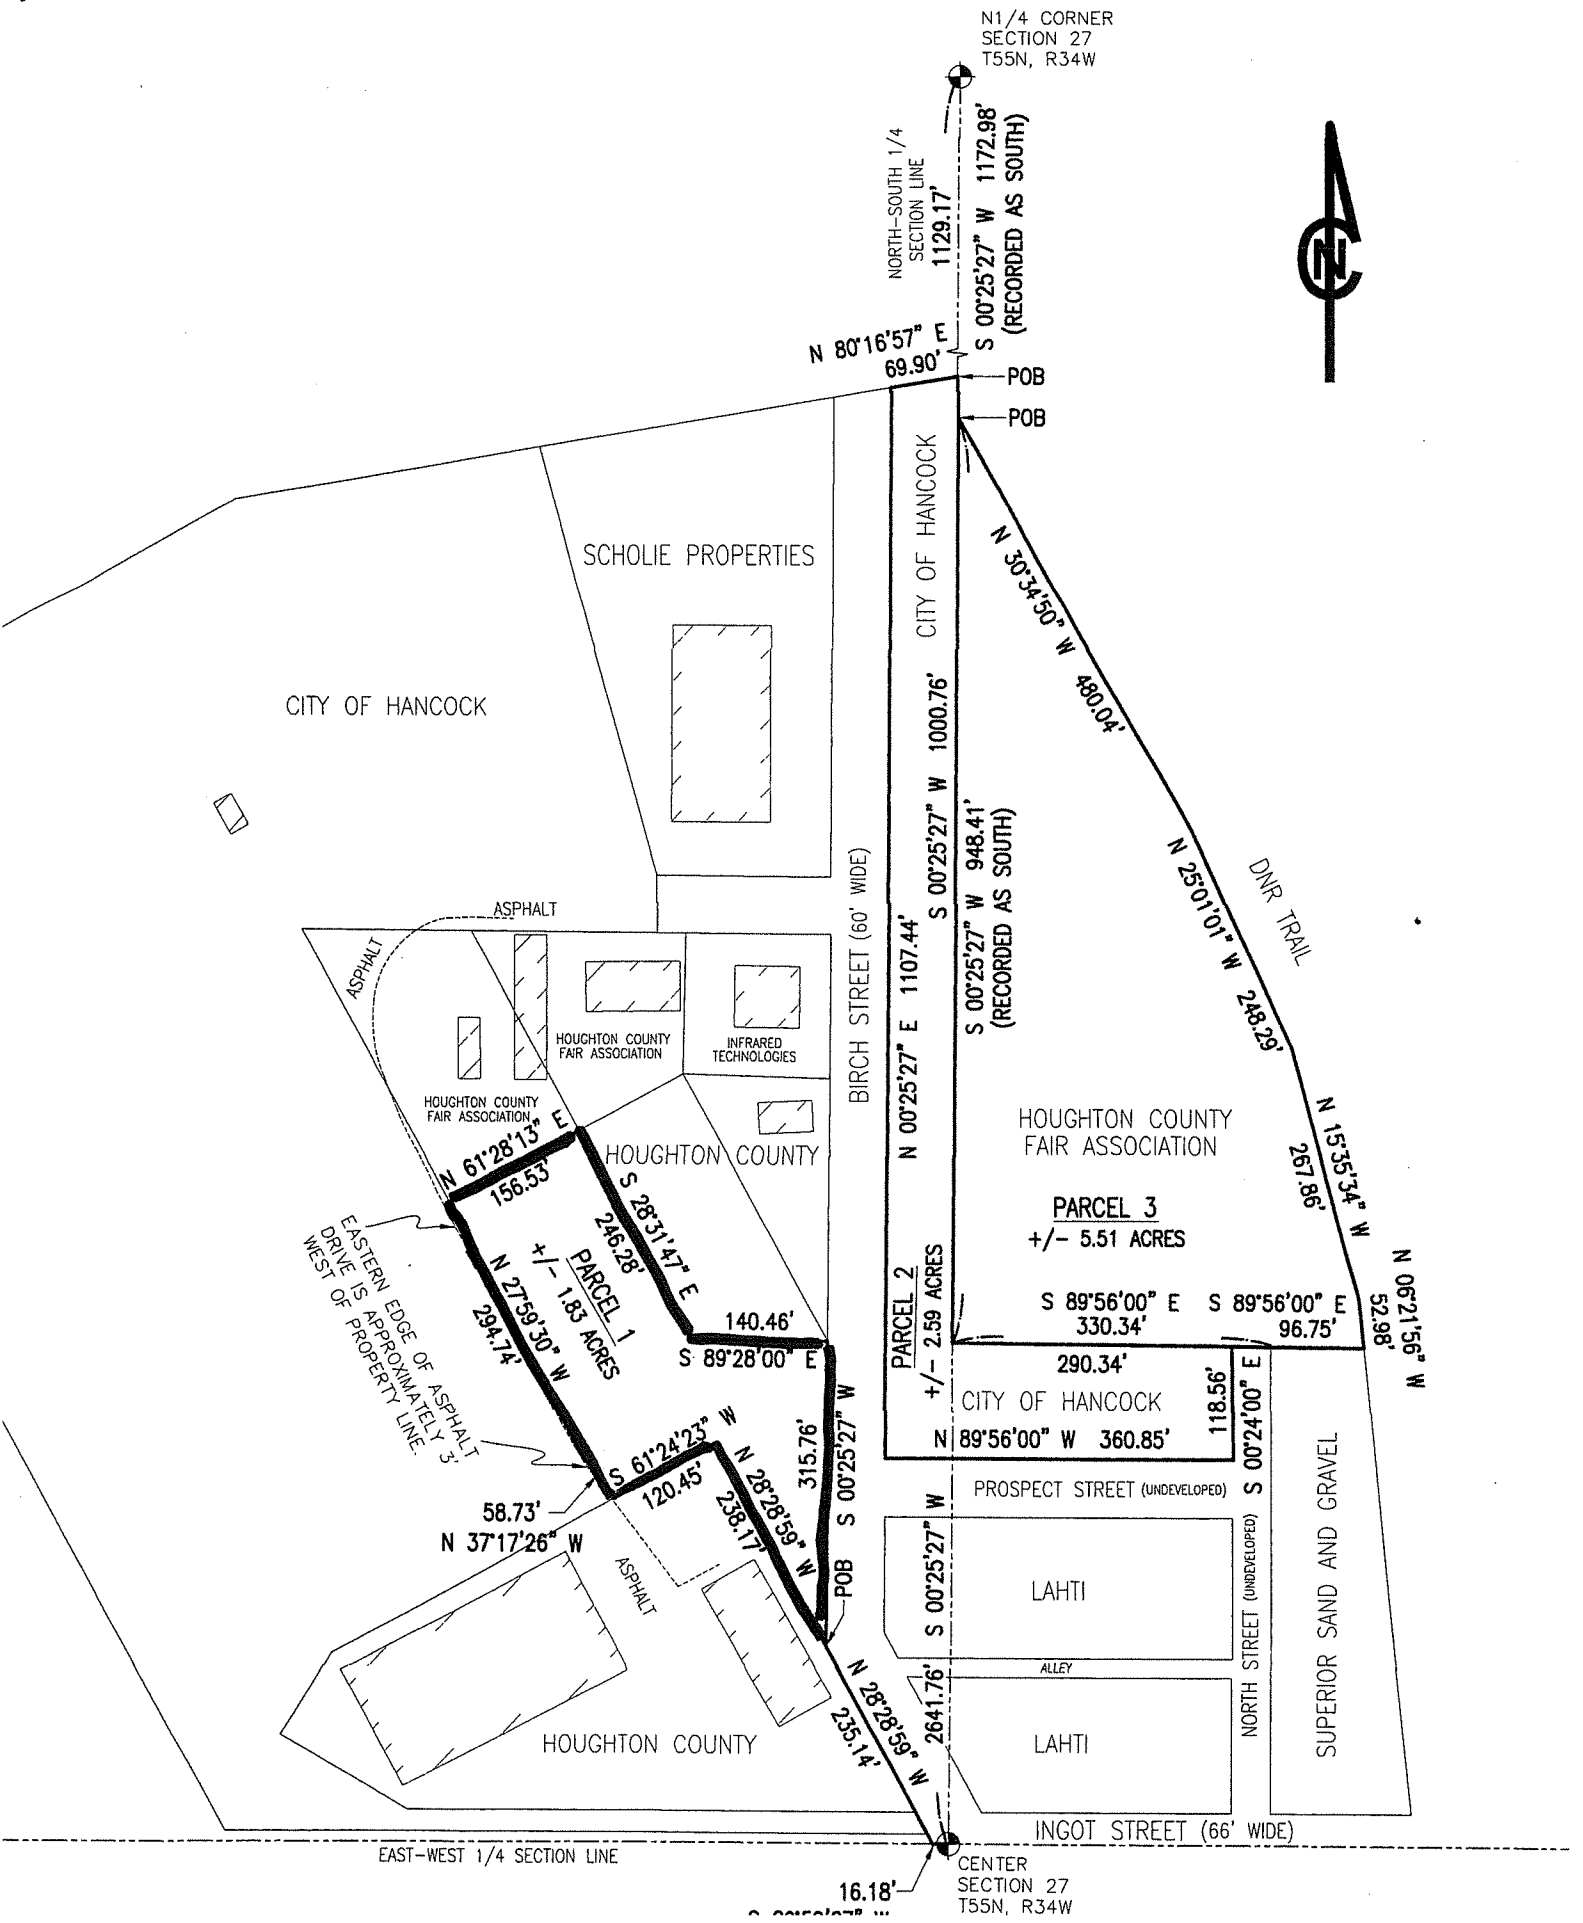 N1/4 CORNER
SECTION 27
T55N, R34W
NORTH-SOUTH 1/4
SECTION LINE
1129.17'
S 00°25'27" W 1172.98'
(RECORDED AS SOUTH)
N
N 80°16'57" E
69.90'
POB
POB
CITY OF HANCOCK
SCHOLIE PROPERTIES
CITY OF HANCOCK
N 30°34'50" W 480.04'
S 00°25'27" W 1000.76'
S 00°25'27" W 948.41'
(RECORDED AS SOUTH)
N 00°25'27" E 1107.44'
BIRCH STREET (60' WIDE)
N 25°01'01" W 248.29'
DNR TRAIL
ASPHALT
ASPHALT
HOUGHTON COUNTY
FAIR ASSOCIATION
INFRARED
TECHNOLOGIES
HOUGHTON COUNTY
FAIR ASSOCIATION
HOUGHTON COUNTY
HOUGHTON COUNTY
FAIR ASSOCIATION
N 15°35'34" W
267.86'
N 61°28'13" E
156.53'
S 28°31'47" E
246.28'
PARCEL 3
+/- 5.51 ACRES
EASTERN EDGE OF ASPHALT
DRIVE IS APPROXIMATELY 3'
WEST OF PROPERTY LINE.
PARCEL 1
+/- 1.83 ACRES
N 27°59'30" W
294.74'
PARCEL 2
+/- 2.59 ACRES
N 06°21'56" W
52.98'
S 89°56'00" E
330.34'
S 89°56'00" E
96.75'
140.46'
S 89°28'00" E
290.34'
CITY OF HANCOCK
118.56'
S 00°24'00" E
N 89°56'00" W 360.85'
315.76'
S 00°25'27" W
S 61°24'23" W
120.45'
N 28°28'59" W
238.17'
58.73'
N 37°17'26" W
PROSPECT STREET (UNDEVELOPED)
SUPERIOR SAND AND GRAVEL
NORTH STREET (UNDEVELOPED)
ASPHALT
POB
2641.76' S 00°25'27" W
LAHTI
ALLEY
LAHTI
N 28°28'59" W
235.14'
HOUGHTON COUNTY
INGOT STREET (66' WIDE)
EAST-WEST 1/4 SECTION LINE
CENTER
SECTION 27
T55N, R34W
16.18'